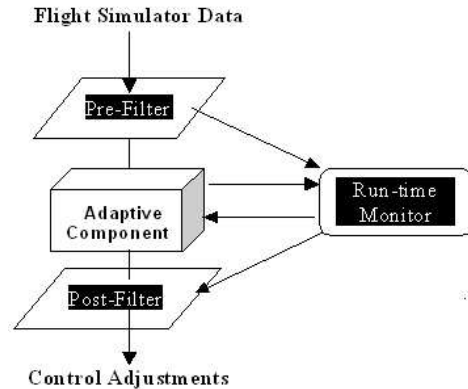 Flight Simulator Data
Pre-Filter
Adaptive
Component
Run-time
Monitor
Post-Filter
Control Adjustments